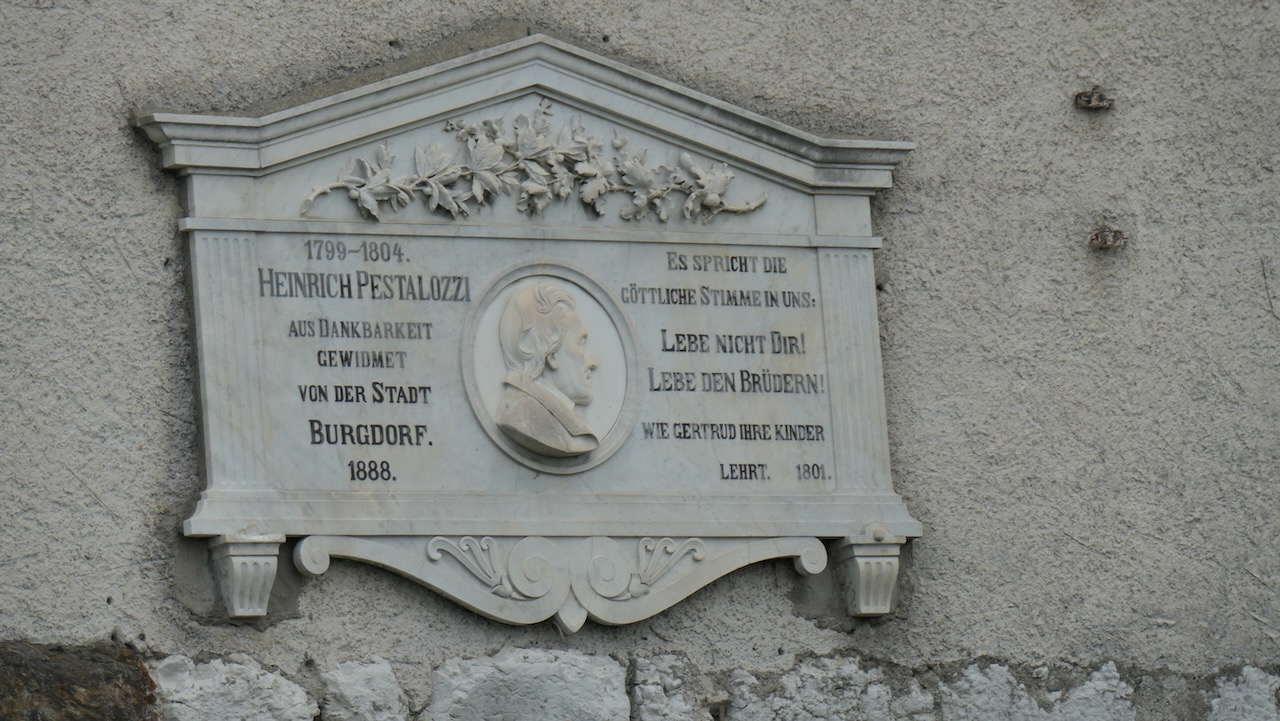 1799–1804.
HEINRICH PESTALOZZI
AUS DANKBARKEIT
GEWIDMET
VON DER STADT
BURGDORF.
1888.
ES SPRICHT DIE
GÖTTLICHE STIMME IN UNS:
LEBE NICHT DIR!
LEBE DEN BRÜDERN!
WIE GERTRUD IHRE KINDER
LEHRT. 1801.